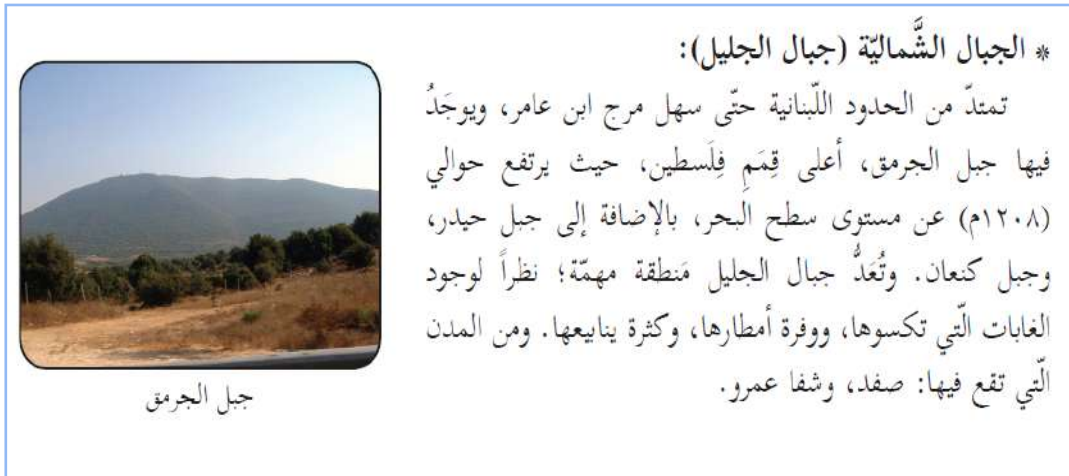 * الجبال الشَّماليّة (جبال الجليل):
تمتدّ من الحدود اللّبنانية حتّى سهل مرج ابن عامر، ويوجَدُ
فيها جبل الجرمق، أعلى قِمَمِ فِلَسطين، حيث يرتفع حوالي
(١٢٠٨م) عن مستوى سطح البحر، بالإضافة إلى جبل حيدر،
وجبل كنعان. وتُعَدُّ جبال الجليل مَنطقة مهمّة؛ نظراً لوجود
الغابات الّتي تكسوها، ووفرة أمطارها، وكثرة ينابيعها. ومن المدن
الّتي تقع فيها: صفد، وشفا عمرو.
جبل الجرمق